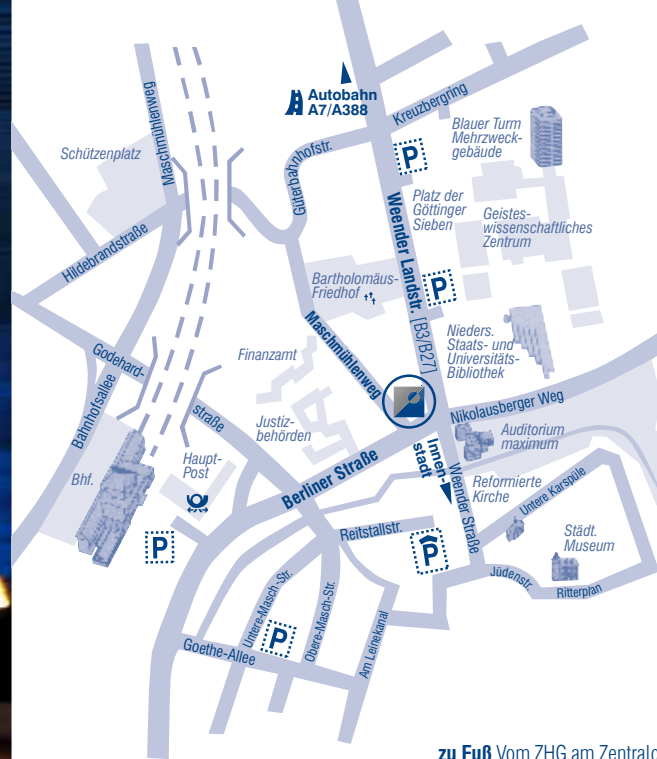 Autobahn
A7/A388
Kreuzbergring
Maschmühlenweg
Güterbahnhofstr.
Blauer Turm
Mehrzweck-
gebäude
Schützenplatz
P
Platz der
Göttinger
Sieben
Geistes-
wissenschaftliches
Zentrum
Weender Landstr. [B3/B27]
Hildebrandstraße
Bartholomäus-
Friedhof
P
Maschmühlenweg
Nieders.
Staats- und
Universitäts-
Bibliothek
Godehard-
straße
Finanzamt
Bahnhofsallee
Nikolausberger Weg
Justiz-
behörden
Auditorium
maximum
Berliner Straße
Innen-
stadt
Weender Straße
Haupt-
Post
Bhf.
Reformierte
Kirche
Untere Karspüle
P
Reitstallstr.
P
Städt.
Museum
Jüdenstr.
Ritterplan
Untere-Masch-Str.
Obere-Masch-Str.
P
Goethe-Allee
Am Leinekanal
zu Fuß Vom ZHG am Zentralc